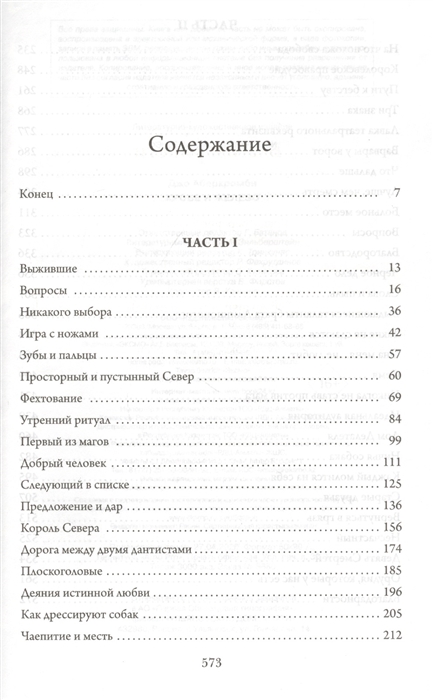 Содержание
Конец 7
ЧАСТЬ I
Выжившие 13
Вопросы 16
Никакого выбора 36
Игра с ножами 42
Зубы и пальцы 57
Просторный и пустынный Север 60
Фехтование 69
Утренний ритуал 84
Первый из магов 99
Добрый человек 111
Следующий в списке 125
Предложение и дар 136
Король Севера 156
Дорога между двумя дантистами 174
Плоскоголовые 185
Деяния истинной любви 196
Как дрессируют собак 205
Чаепитие и месть 212
573